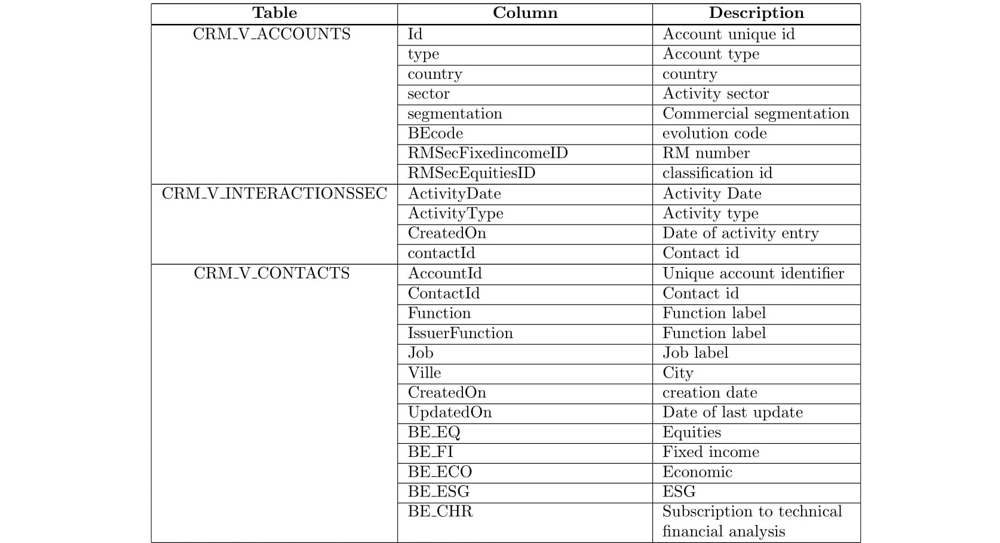 Table Column Description
CRM_V_ACCOUNTS Id Account unique id
type Account type
country country
sector Activity sector
segmentation Commercial segmentation
BEcode evolution code
RMSecFixedincomeID RM number
RMSecEquitiesID classification id
CRM_V_INTERACTIONSSEC ActivityDate Activity Date
ActivityType Activity type
CreatedOn Date of activity entry
contactId Contact id
CRM_V_CONTACTS AccountId Unique account identifier
ContactId Contact id
Function Function label
IssuerFunction Function label
Job Job label
Ville City
CreatedOn creation date
UpdatedOn Date of last update
BE_EQ Equities
BE_FI Fixed income
BE_ECO Economic
BE_ESG ESG
BE_CHR Subscription to technical
financial analysis